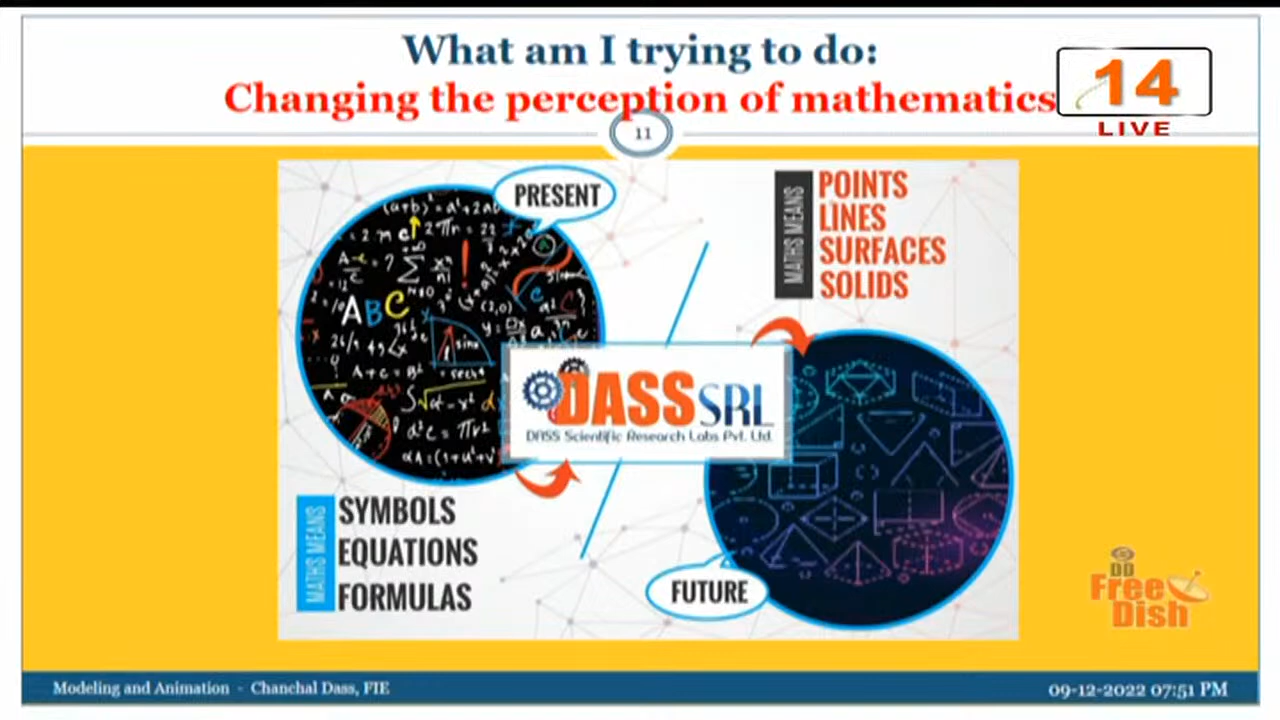 What am I trying to do:
Changing the perception of mathematics
14
LIVE
11
PRESENT
MATHS MEANS
POINTS
LINES
SURFACES
SOLIDS
ABC
DASS SRL
DASS Scientific Research Labs Pvt. Ltd.
MATHS MEANS
SYMBOLS
EQUATIONS
FORMULAS
FUTURE
DD
Free
Dish
Modeling and Animation - Chanchal Dass, FIE
09-12-2022 07:51 PM